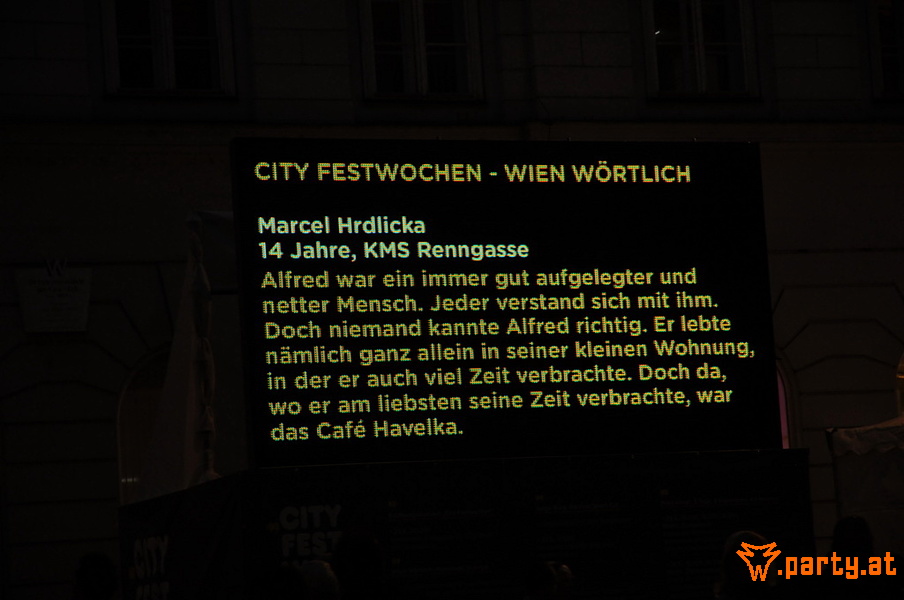 CITY FESTWOCHEN - WIEN WÖRTLICH
Marcel Hrdlicka
14 Jahre, KMS Renngasse
Alfred war ein immer gut aufgelegter und
netter Mensch. Jeder verstand sich mit ihm.
Doch niemand kannte Alfred richtig. Er lebte
nämlich ganz allein in seiner kleinen Wohnung,
in der er auch viel Zeit verbrachte. Doch da,
wo er am liebsten seine Zeit verbrachte, war
das Café Havelka.
CITY
FEST
CITY
FEST
W.party.at